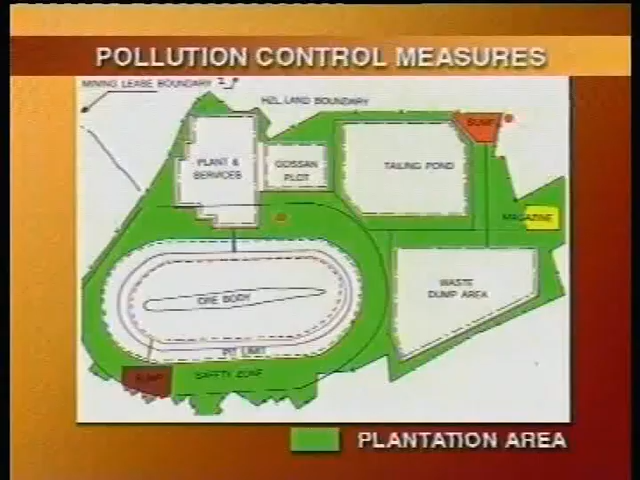 POLLUTION CONTROL MEASURES
MINING LEASE BOUNDARY
HZL LAND BOUNDARY
SUMP
PLANT &
SERVICES
GOSSAN
PLOT
TAILING POND
MAGAZINE
WASTE
DUMP AREA
ORE BODY
PIT LIMIT
SUMP
SAFETY ZONE
PLANTATION AREA